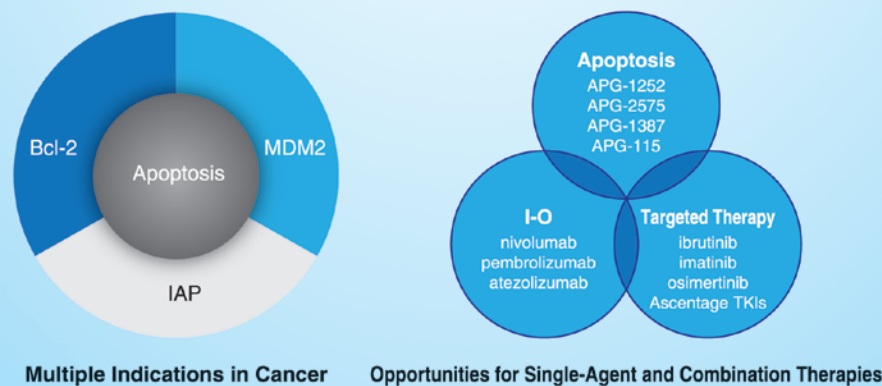 Bcl-2
MDM2
Apoptosis
IAP
Multiple Indications in Cancer
Apoptosis
APG-1252
APG-2575
APG-1387
APG-115
I-O
nivolumab
pembrolizumab
atezolizumab
Targeted Therapy
ibrutinib
imatinib
osimertinib
Ascentage TKIs
Opportunities for Single-Agent and Combination Therapies